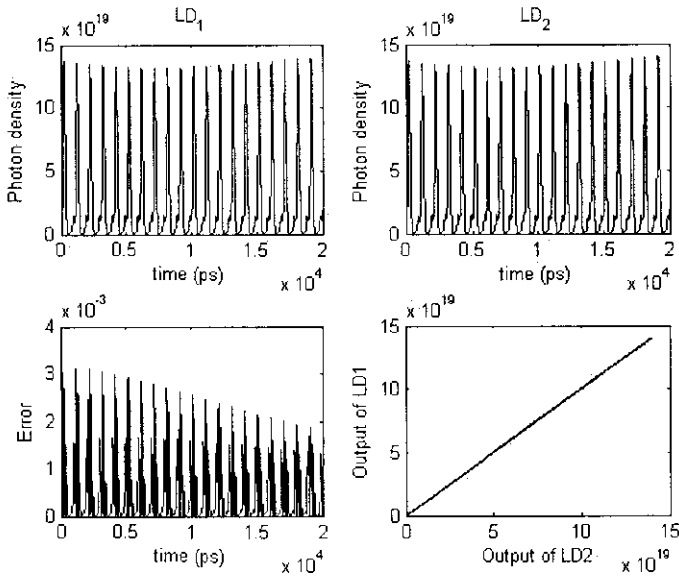 LD1
x 10^19
15
10
5
0
Photon density
0 0.5 1 1.5 2
time (ps)
x 10^4
LD2
x 10^19
15
10
5
0
Photon density
0 0.5 1 1.5 2
time (ps)
x 10^4
x 10^-3
4
3
2
1
0
Error
0 0.5 1 1.5 2
time (ps)
x 10^4
x 10^19
15
10
5
0
Output of LD1
0 5 10 15
Output of LD2
x 10^19